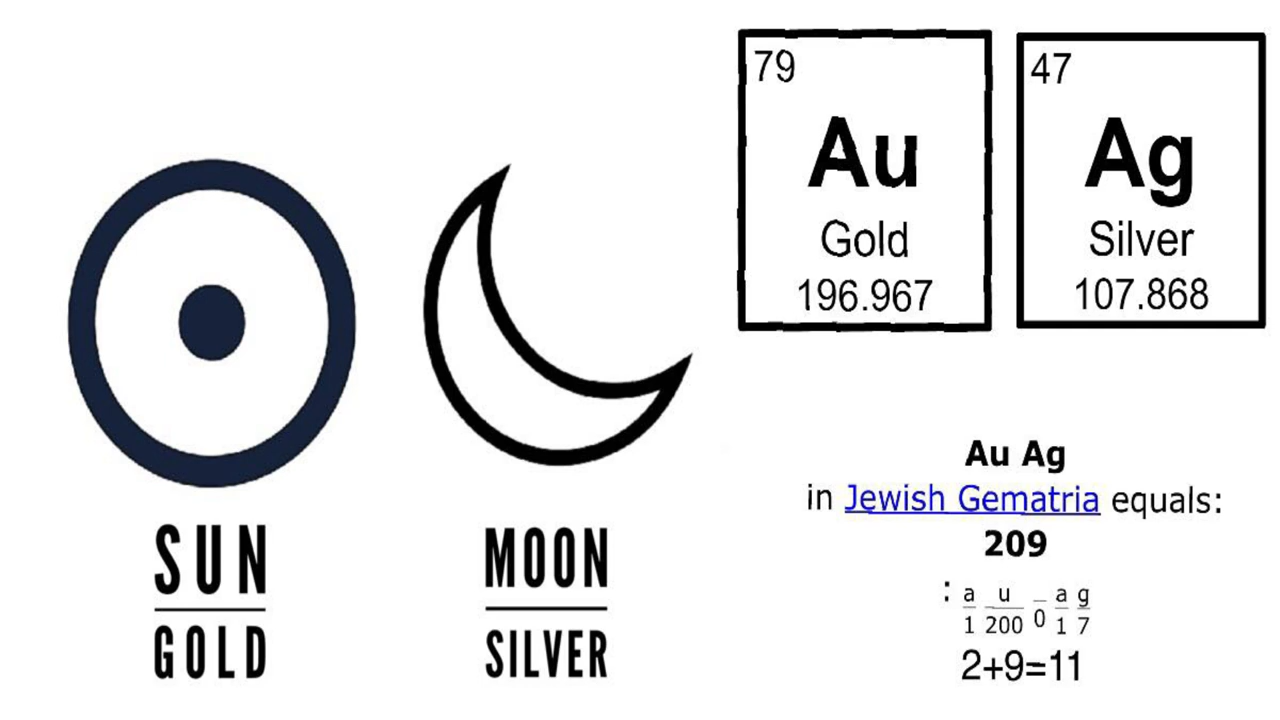 SUN
GOLD
MOON
SILVER
79
Au
Gold
196.967
47
Ag
Silver
107.868
Au Ag
in Jewish Gematria equals:
209
: a u _ a g
1 200 0 1 7
2+9=11